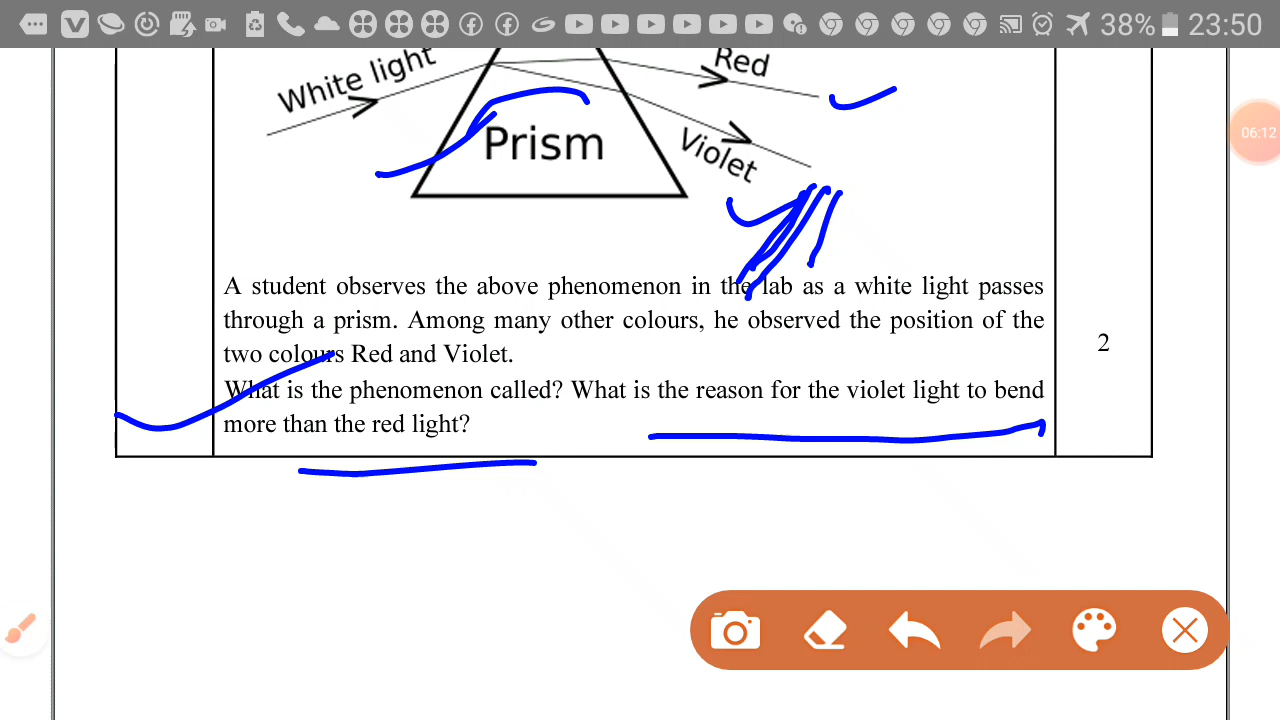 38% 23:50
White light
Red
06:12
Prism
Violet
A student observes the above phenomenon in the lab as a white light passes
through a prism. Among many other colours, he observed the position of the
two colours Red and Violet.
2
What is the phenomenon called? What is the reason for the violet light to bend
more than the red light?